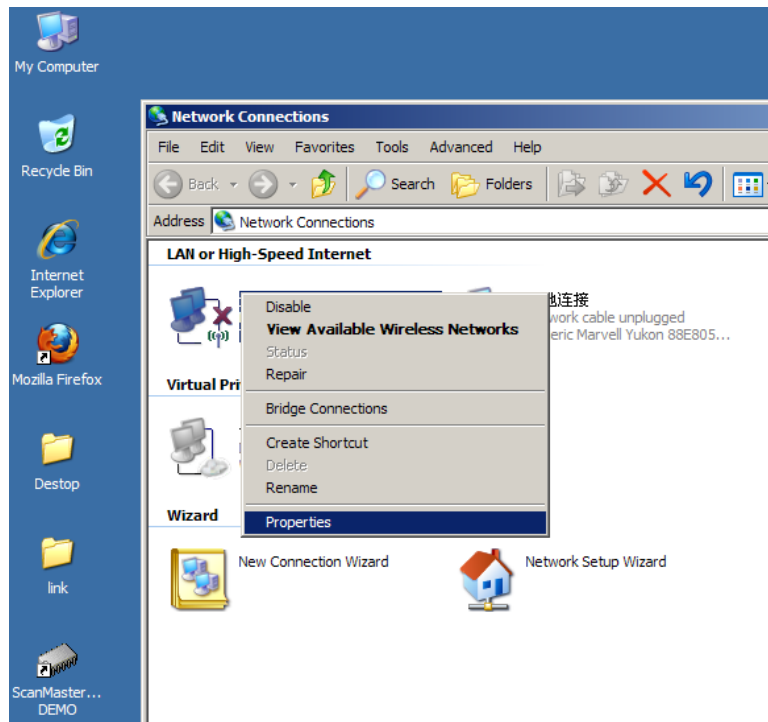 My Computer
Recycle Bin
Internet
Explorer
Mozilla Firefox
Destop
link
ScanMaster...
DEMO
Network Connections
File Edit View Favorites Tools Advanced Help
Back Search Folders
Address Network Connections
LAN or High-Speed Internet
地连接
work cable unplugged
eric Marvell Yukon 88E805...
Disable
View Available Wireless Networks
Status
Repair
Bridge Connections
Create Shortcut
Delete
Rename
Properties
Virtual Pri
Wizard
New Connection Wizard
Network Setup Wizard